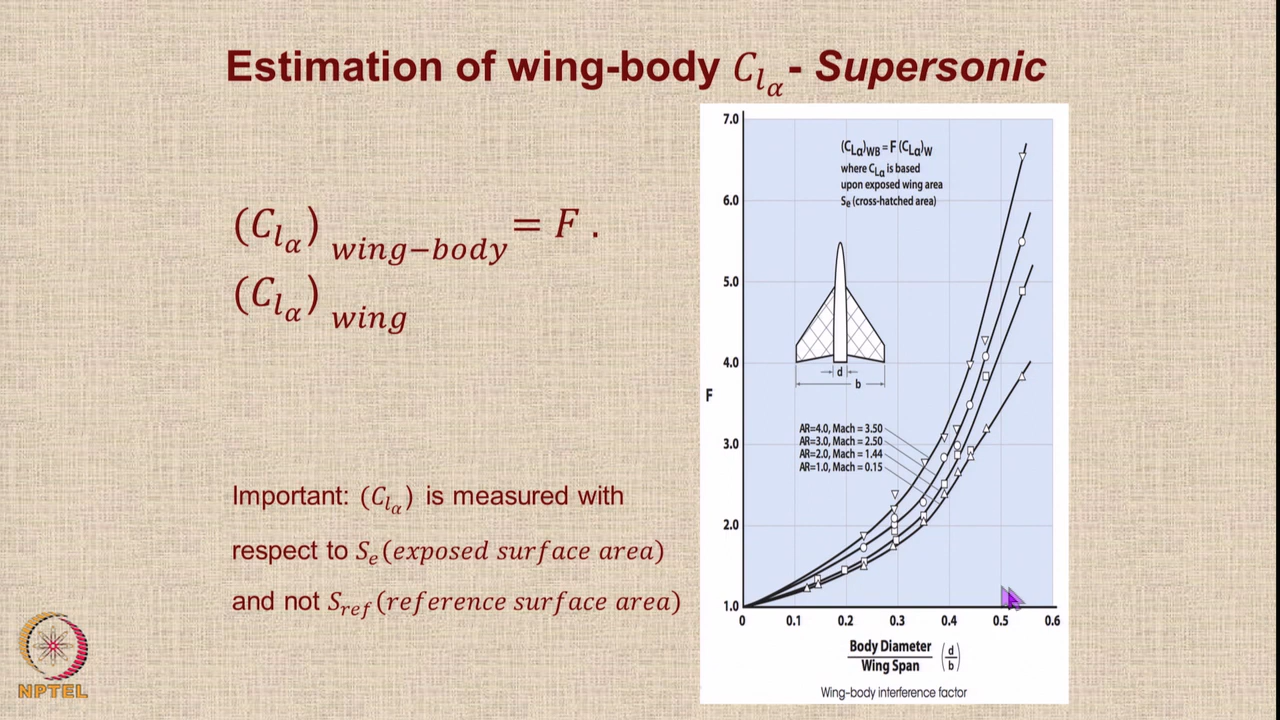 Estimation of wing-body C_{l_α}- Supersonic
(C_{l_α}) wing−body = F .
(C_{l_α}) wing
Important: (C_{l_α}) is measured with
respect to S_e(exposed surface area)
and not S_{ref}(reference surface area)
NPTEL
7.0
6.0
5.0
4.0
3.0
2.0
1.0
F
(C_{Lα})_{WB} = F (C_{Lα})_W
where C_{Lα} is based
upon exposed wing area
S_e (cross-hatched area)
d
b
AR=4.0, Mach = 3.50
AR=3.0, Mach = 2.50
AR=2.0, Mach = 1.44
AR=1.0, Mach = 0.15
0 0.1 0.2 0.3 0.4 0.5 0.6
Body Diameter
Wing Span
(d/b)
Wing-body interference factor